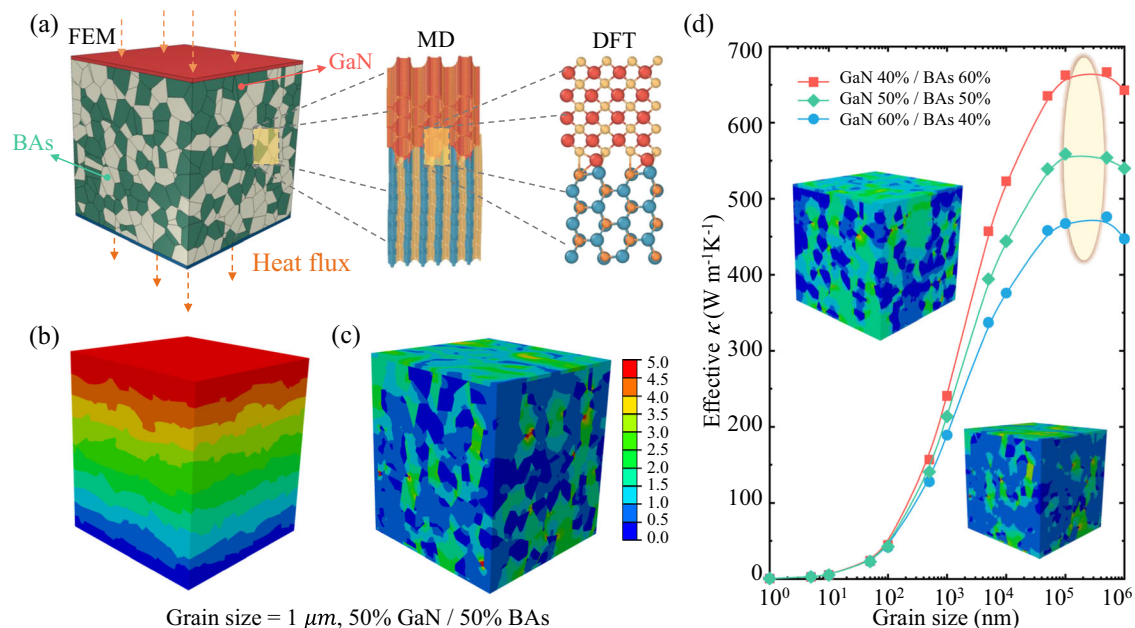 (a)
FEM
GaN
BAs
Heat flux
MD
DFT
(b)
(c)
5.0
4.5
4.0
3.5
3.0
2.5
2.0
1.5
1.0
0.5
0.0
Grain size = 1 μm, 50% GaN / 50% BAs
(d)
700
600
500
400
300
200
100
0
Effective κ (W m⁻¹K⁻¹)
GaN 40% / BAs 60%
GaN 50% / BAs 50%
GaN 60% / BAs 40%
10⁰ 10¹ 10² 10³ 10⁴ 10⁵ 10⁶
Grain size (nm)